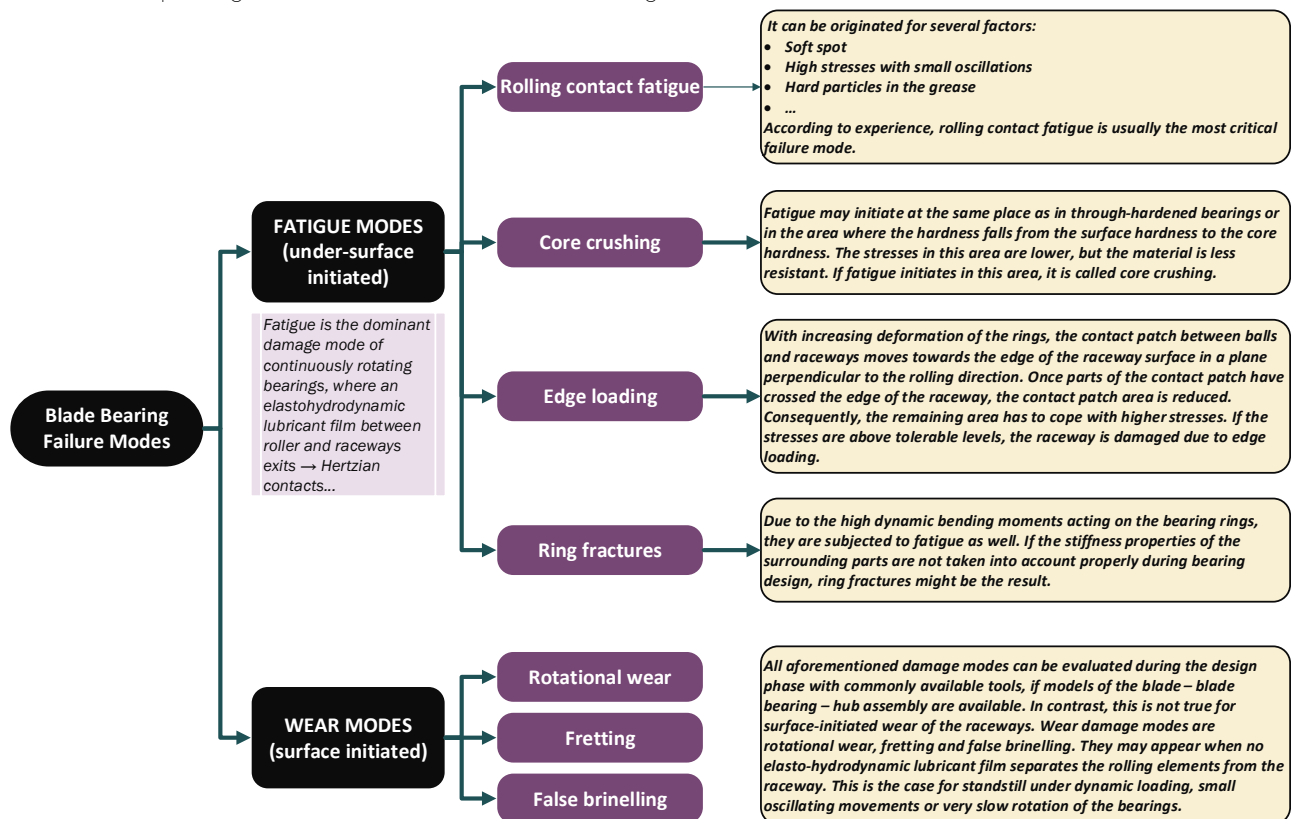 It can be originated for several factors:
• Soft spot
• High stresses with small oscillations
• Hard particles in the grease
• ...
According to experience, rolling contact fatigue is usually the most critical
failure mode.
Rolling contact fatigue
FATIGUE MODES
(under-surface
initiated)
Fatigue is the dominant
damage mode of
continuously rotating
bearings, where an
elastohydrodynamic
lubricant film between
roller and raceways
exits → Hertzian
contacts...
Core crushing
Fatigue may initiate at the same place as in through-hardened bearings or
in the area where the hardness falls from the surface hardness to the core
hardness. The stresses in this area are lower, but the material is less
resistant. If fatigue initiates in this area, it is called core crushing.
Edge loading
With increasing deformation of the rings, the contact patch between balls
and raceways moves towards the edge of the raceway surface in a plane
perpendicular to the rolling direction. Once parts of the contact patch have
crossed the edge of the raceway, the contact patch area is reduced.
Consequently, the remaining area has to cope with higher stresses. If the
stresses are above tolerable levels, the raceway is damaged due to edge
loading.
Blade Bearing
Failure Modes
Ring fractures
Due to the high dynamic bending moments acting on the bearing rings,
they are subjected to fatigue as well. If the stiffness properties of the
surrounding parts are not taken into account properly during bearing
design, ring fractures might be the result.
WEAR MODES
(surface initiated)
Rotational wear
Fretting
False brinelling
All aforementioned damage modes can be evaluated during the design
phase with commonly available tools, if models of the blade – blade
bearing – hub assembly are available. In contrast, this is not true for
surface-initiated wear of the raceways. Wear damage modes are
rotational wear, fretting and false brinelling. They may appear when no
elasto-hydrodynamic lubricant film separates the rolling elements from the
raceway. This is the case for standstill under dynamic loading, small
oscillating movements or very slow rotation of the bearings.